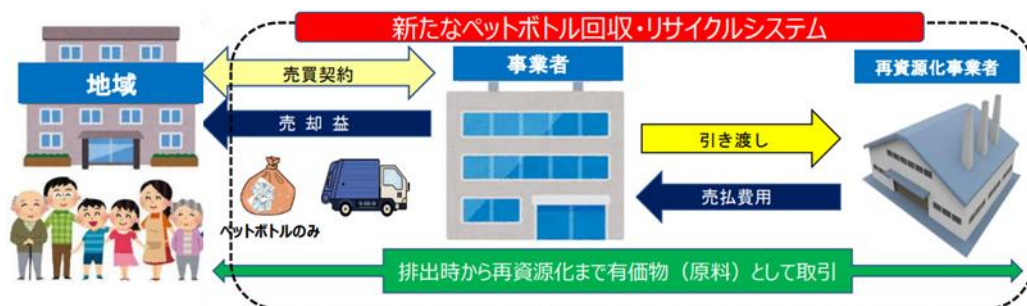 新たなペットボトル回収・リサイクルシステム
地域
売買契約
売却益
ペットボトルのみ
事業者
引き渡し
売払費用
再資源化事業者
排出時から再資源化まで有価物（原料）として取引